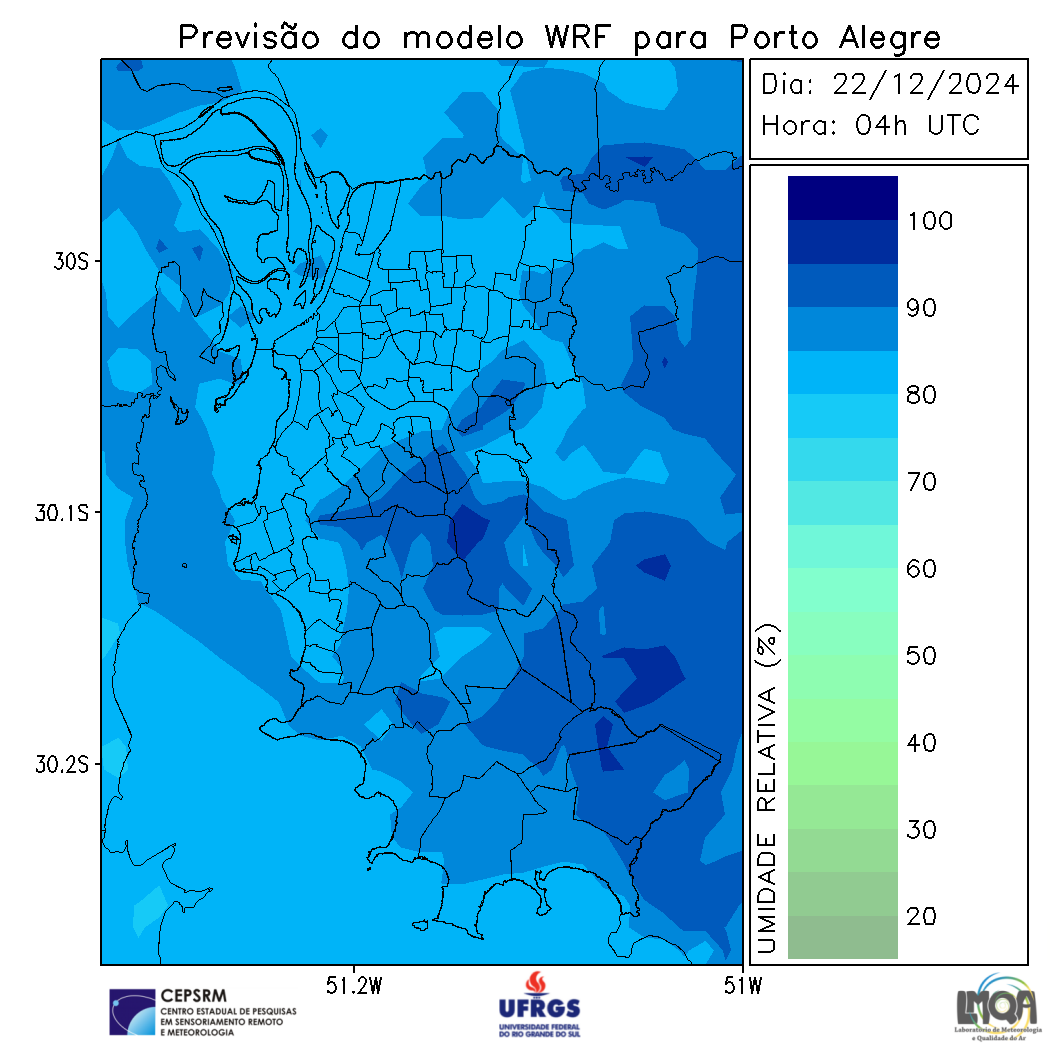 Previsão do modelo WRF para Porto Alegre
Dia: 22/12/2024
Hora: 04h UTC
30S
30.1S
30.2S
51.2W
51W
100
90
80
70
60
50
40
30
20
UMIDADE RELATIVA (%)
CEPSRM
CENTRO ESTADUAL DE PESQUISAS
EM SENSORIAMENTO REMOTO
E METEOROLOGIA
UFRGS
UNIVERSIDADE FEDERAL
DO RIO GRANDE DO SUL
LMQA
Laboratório de Meteorologia
e Qualidade do Ar